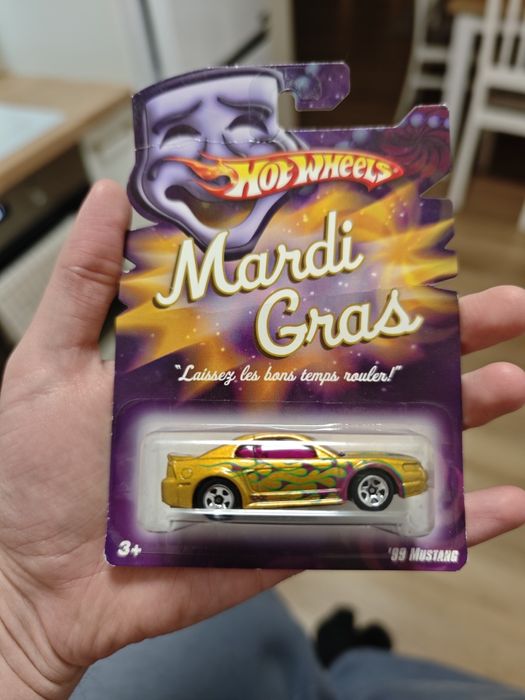 HOT WHEELS
Mardi
Gras
"Laissez les bons temps rouler!"
3+
'99 MUSTANG